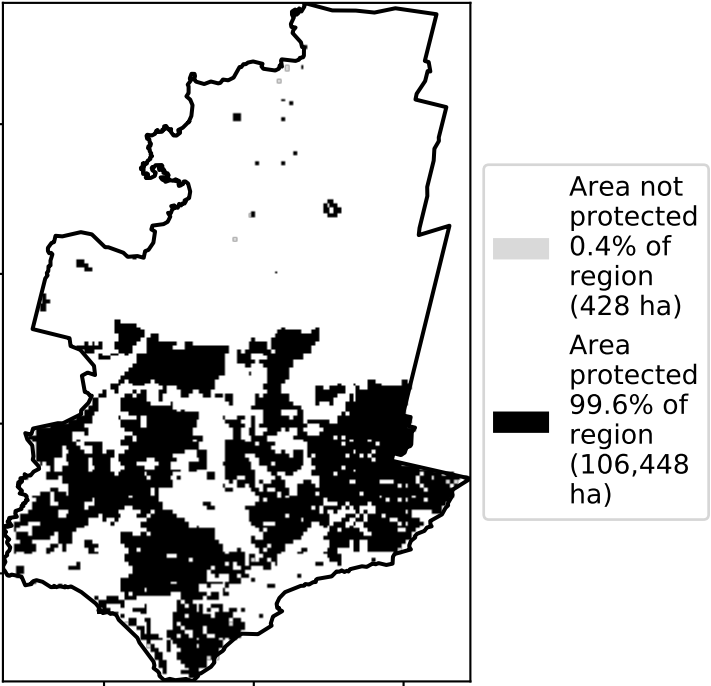 Area not
protected
0.4% of
region
(428 ha)
Area
protected
99.6% of
region
(106,448
ha)